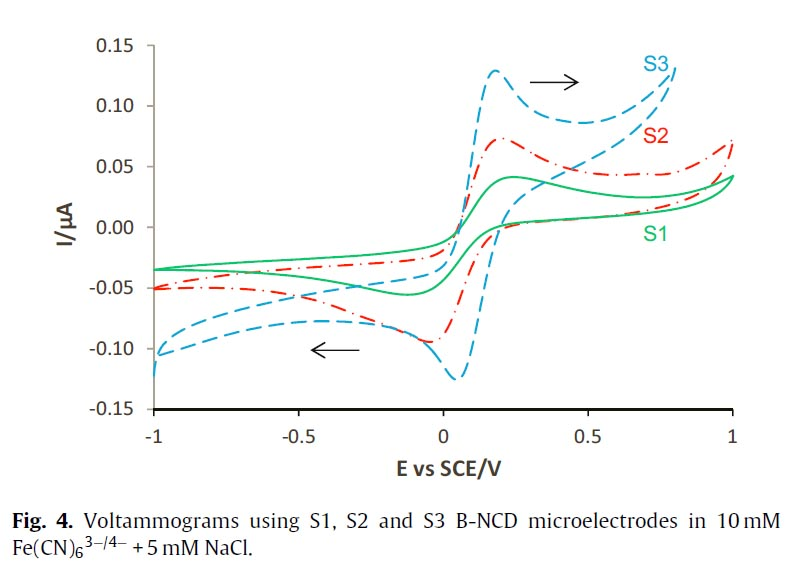 0.15
S3
0.10
S2
0.05
I/μA
0.00
S1
-0.05
-0.10
-0.15
-1
-0.5
0
0.5
1
E vs SCE/V
Fig. 4. Voltammograms using S1, S2 and S3 B-NCD microelectrodes in 10 mM
Fe(CN)₆³⁻/⁴⁻ + 5 mM NaCl.